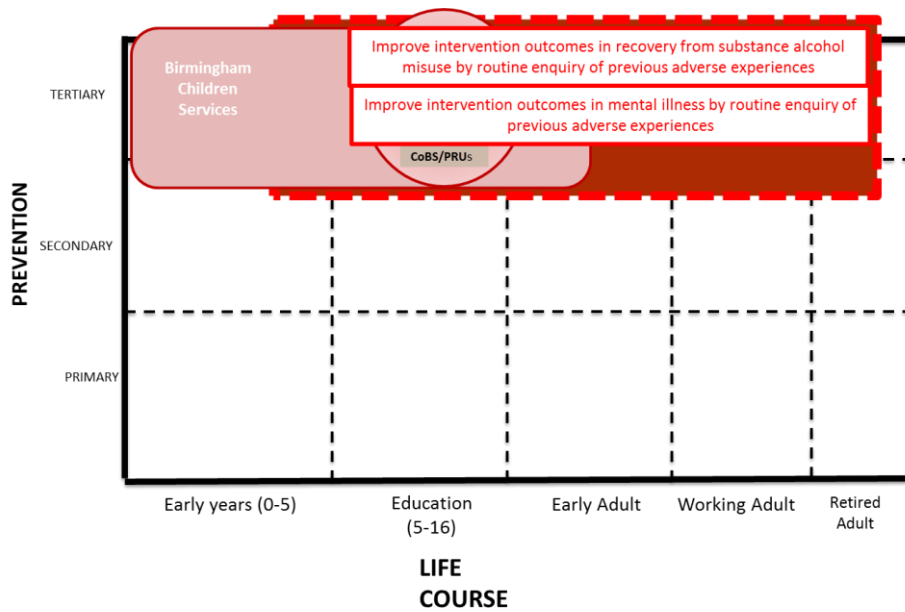 Improve intervention outcomes in recovery from substance alcohol
misuse by routine enquiry of previous adverse experiences
Birmingham
Children
Services
Improve intervention outcomes in mental illness by routine enquiry of
previous adverse experiences
CoBS/PRUs
TERTIARY
SECONDARY
PRIMARY
PREVENTION
Early years (0-5)
Education
(5-16)
Early Adult
Working Adult
Retired
Adult
LIFE
COURSE